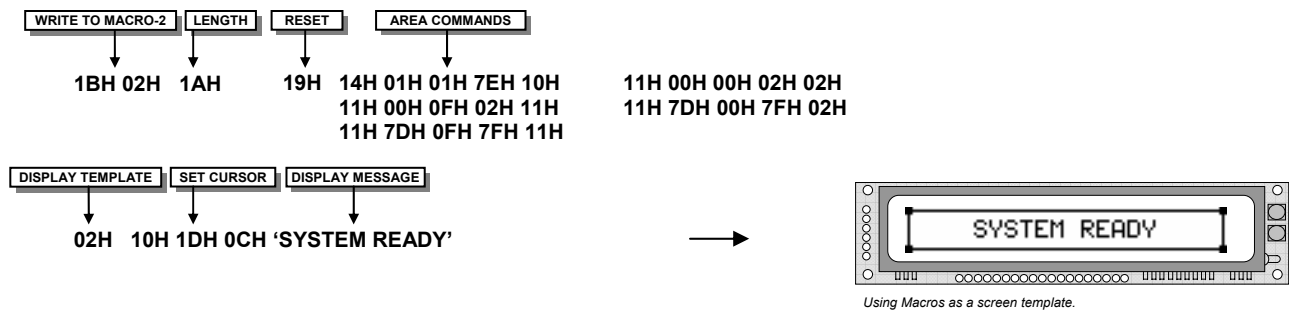 WRITE TO MACRO-2 LENGTH RESET AREA COMMANDS
1BH 02H 1AH 19H 14H 01H 01H 7EH 10H 11H 00H 00H 02H 02H
11H 00H 0FH 02H 11H 11H 7DH 00H 7FH 02H
11H 7DH 0FH 7FH 11H
DISPLAY TEMPLATE SET CURSOR DISPLAY MESSAGE
02H 10H 1DH 0CH ‘SYSTEM READY’
SYSTEM READY
Using Macros as a screen template.